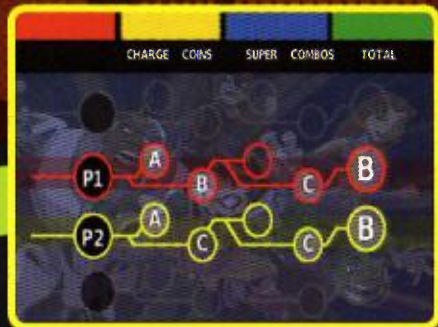 CHARGE COINS SUPER COMBOS TOTAL
P1 A B C B
P2 A C C B